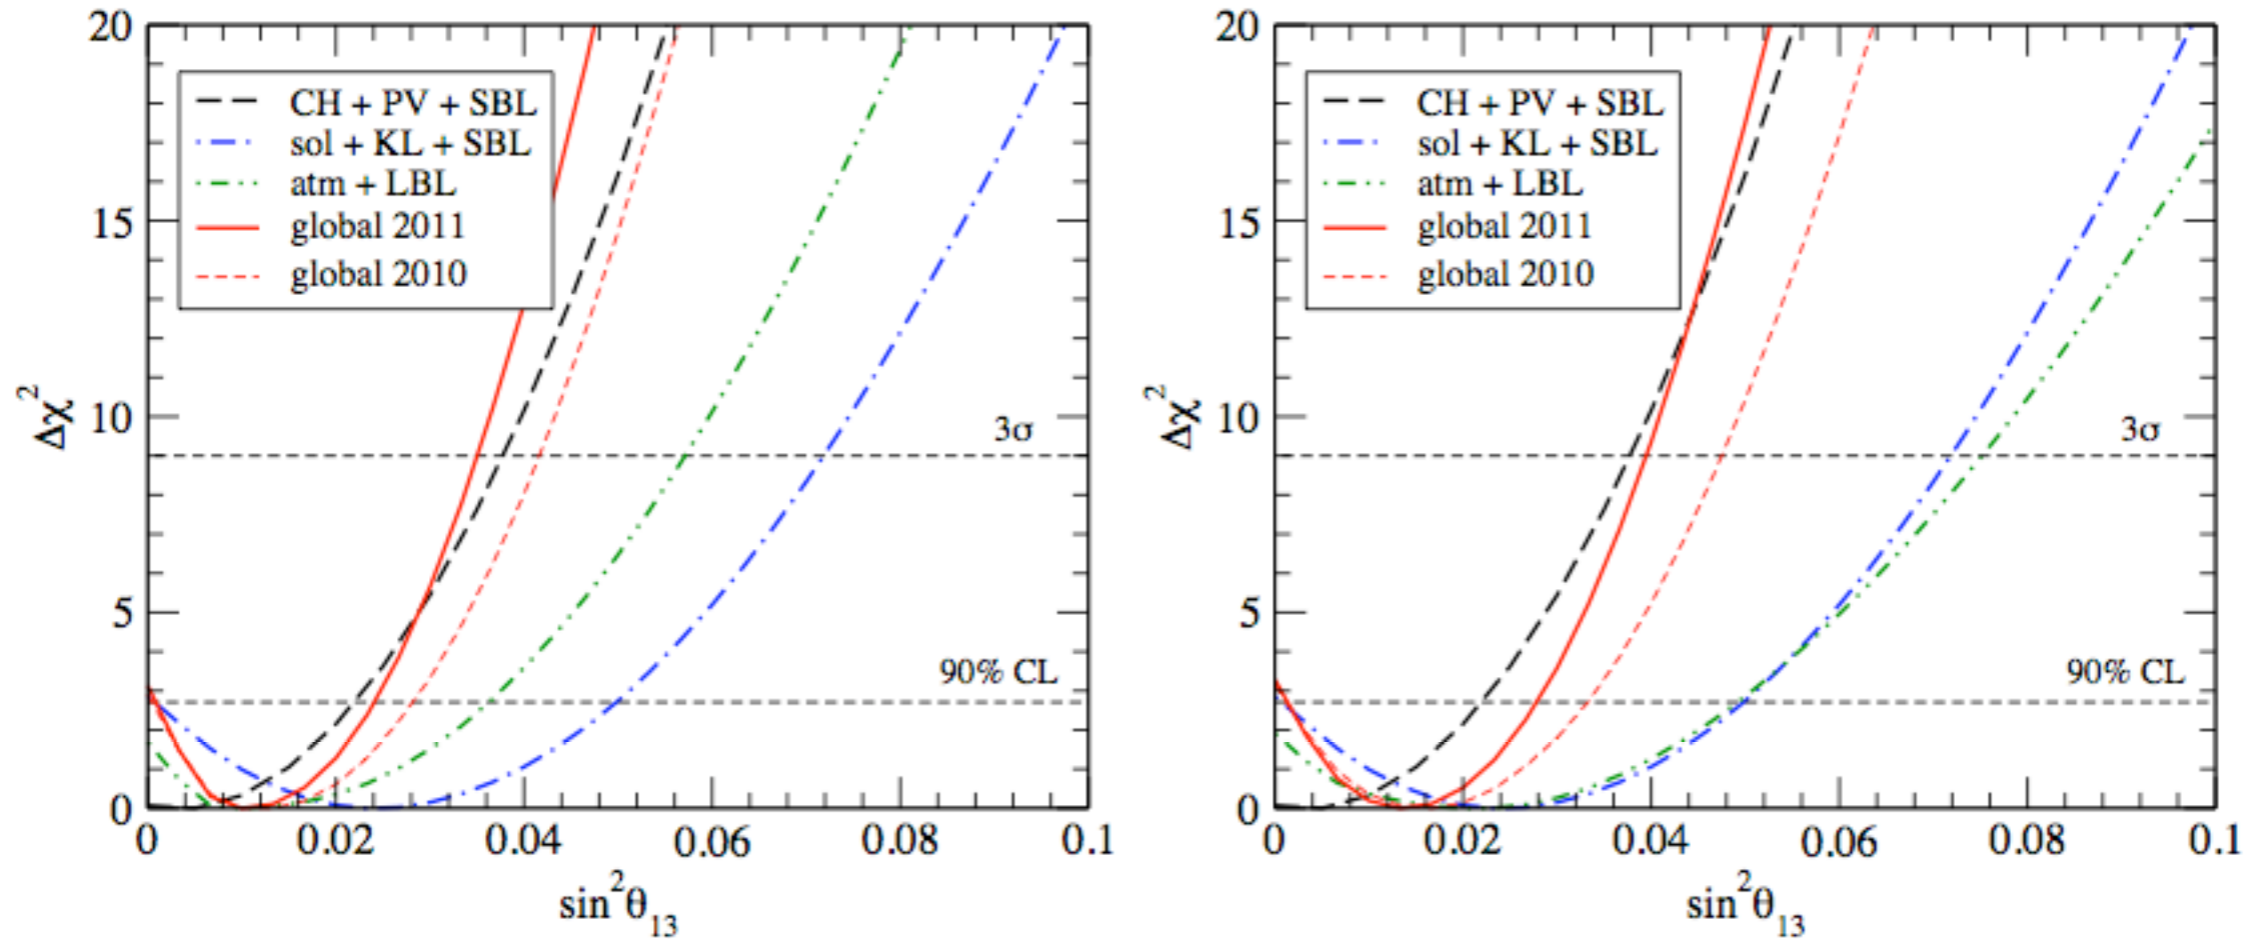 20
15
10
5
0
Δχ²
CH + PV + SBL
sol + KL + SBL
atm + LBL
global 2011
global 2010
3σ
90% CL
0 0.02 0.04 0.06 0.08 0.1
sin²θ₁₃
20
15
10
5
0
Δχ²
CH + PV + SBL
sol + KL + SBL
atm + LBL
global 2011
global 2010
3σ
90% CL
0 0.02 0.04 0.06 0.08 0.1
sin²θ₁₃